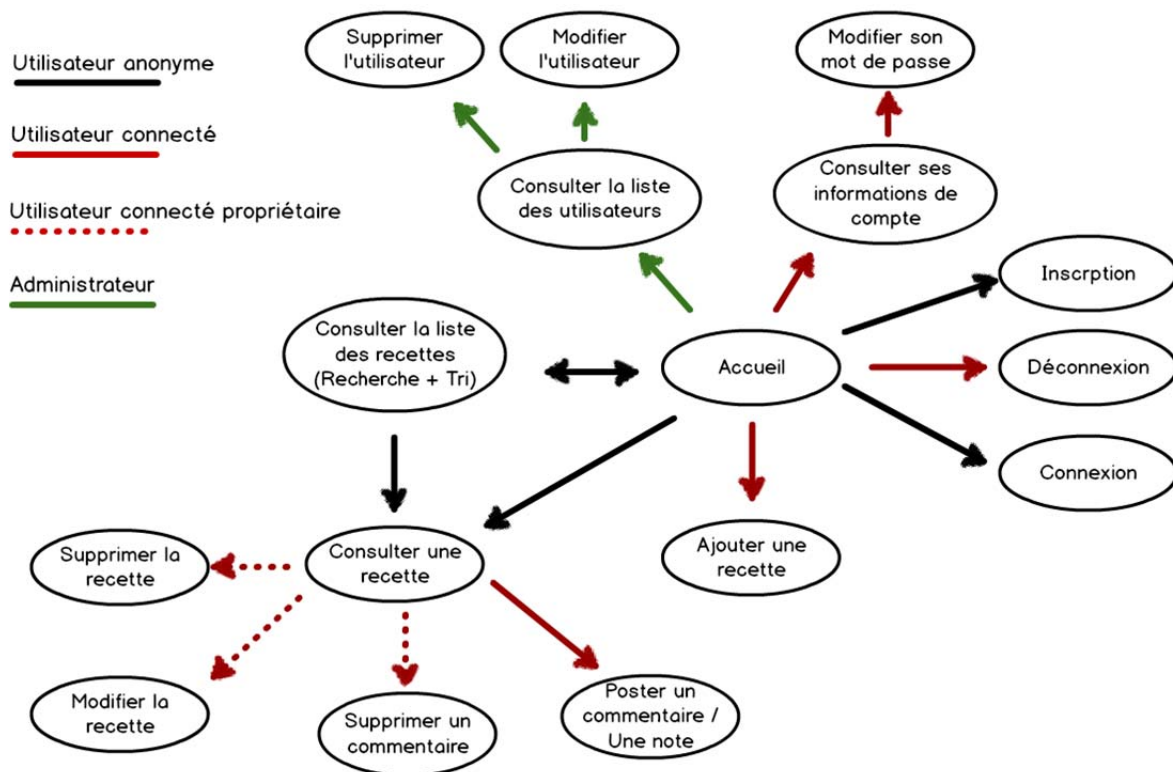 Utilisateur anonyme
Utilisateur connecté
Utilisateur connecté propriétaire
Administrateur
Supprimer
l'utilisateur
Modifier
l'utilisateur
Modifier son
mot de passe
Consulter la liste
des utilisateurs
Consulter ses
informations de
compte
Inscrption
Consulter la liste
des recettes
(Recherche + Tri)
Accueil
Déconnexion
Connexion
Supprimer la
recette
Consulter une
recette
Ajouter une
recette
Modifier la
recette
Supprimer un
commentaire
Poster un
commentaire /
Une note